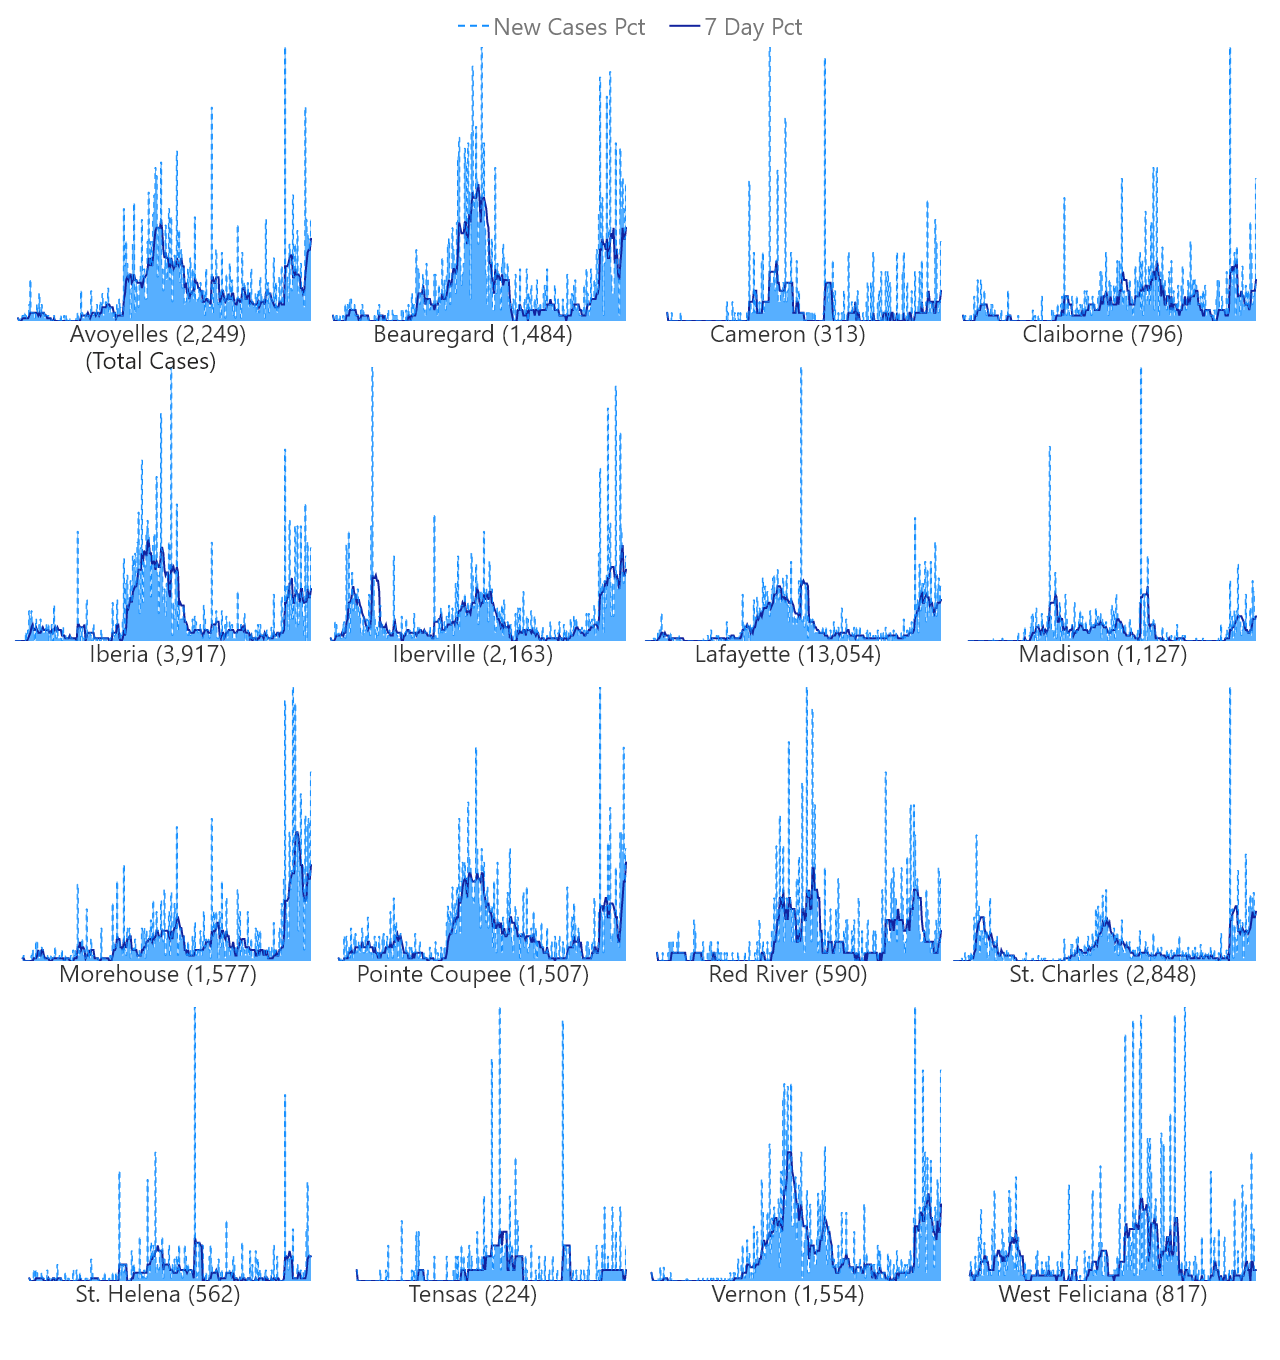 New Cases Pct 7 Day Pct
Avoyelles (2,249) Beauregard (1,484) Cameron (313) Claiborne (796)
(Total Cases)
Iberia (3,917) Iberville (2,163) Lafayette (13,054) Madison (1,127)
Morehouse (1,577) Pointe Coupee (1,507) Red River (590) St. Charles (2,848)
St. Helena (562) Tensas (224) Vernon (1,554) West Feliciana (817)